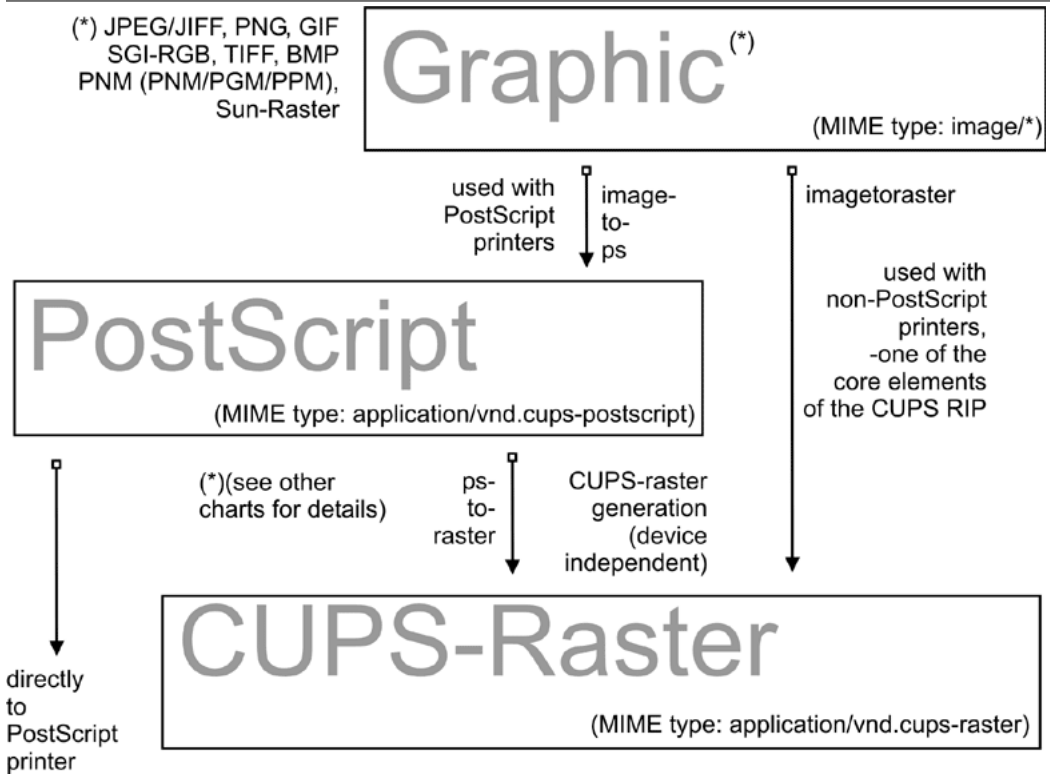 (*) JPEG/JIFF, PNG, GIF
SGI-RGB, TIFF, BMP
PNM (PNM/PGM/PPM),
Sun-Raster
Graphic(*)
(MIME type: image/*)
used with
PostScript
printers
image-
to-
ps
imagetoraster
used with
non-PostScript
printers,
-one of the
core elements
of the CUPS RIP
PostScript
(MIME type: application/vnd.cups-postscript)
(*)(see other
charts for details)
ps-
to-
raster
CUPS-raster
generation
(device
independent)
CUPS-Raster
(MIME type: application/vnd.cups-raster)
directly
to
PostScript
printer